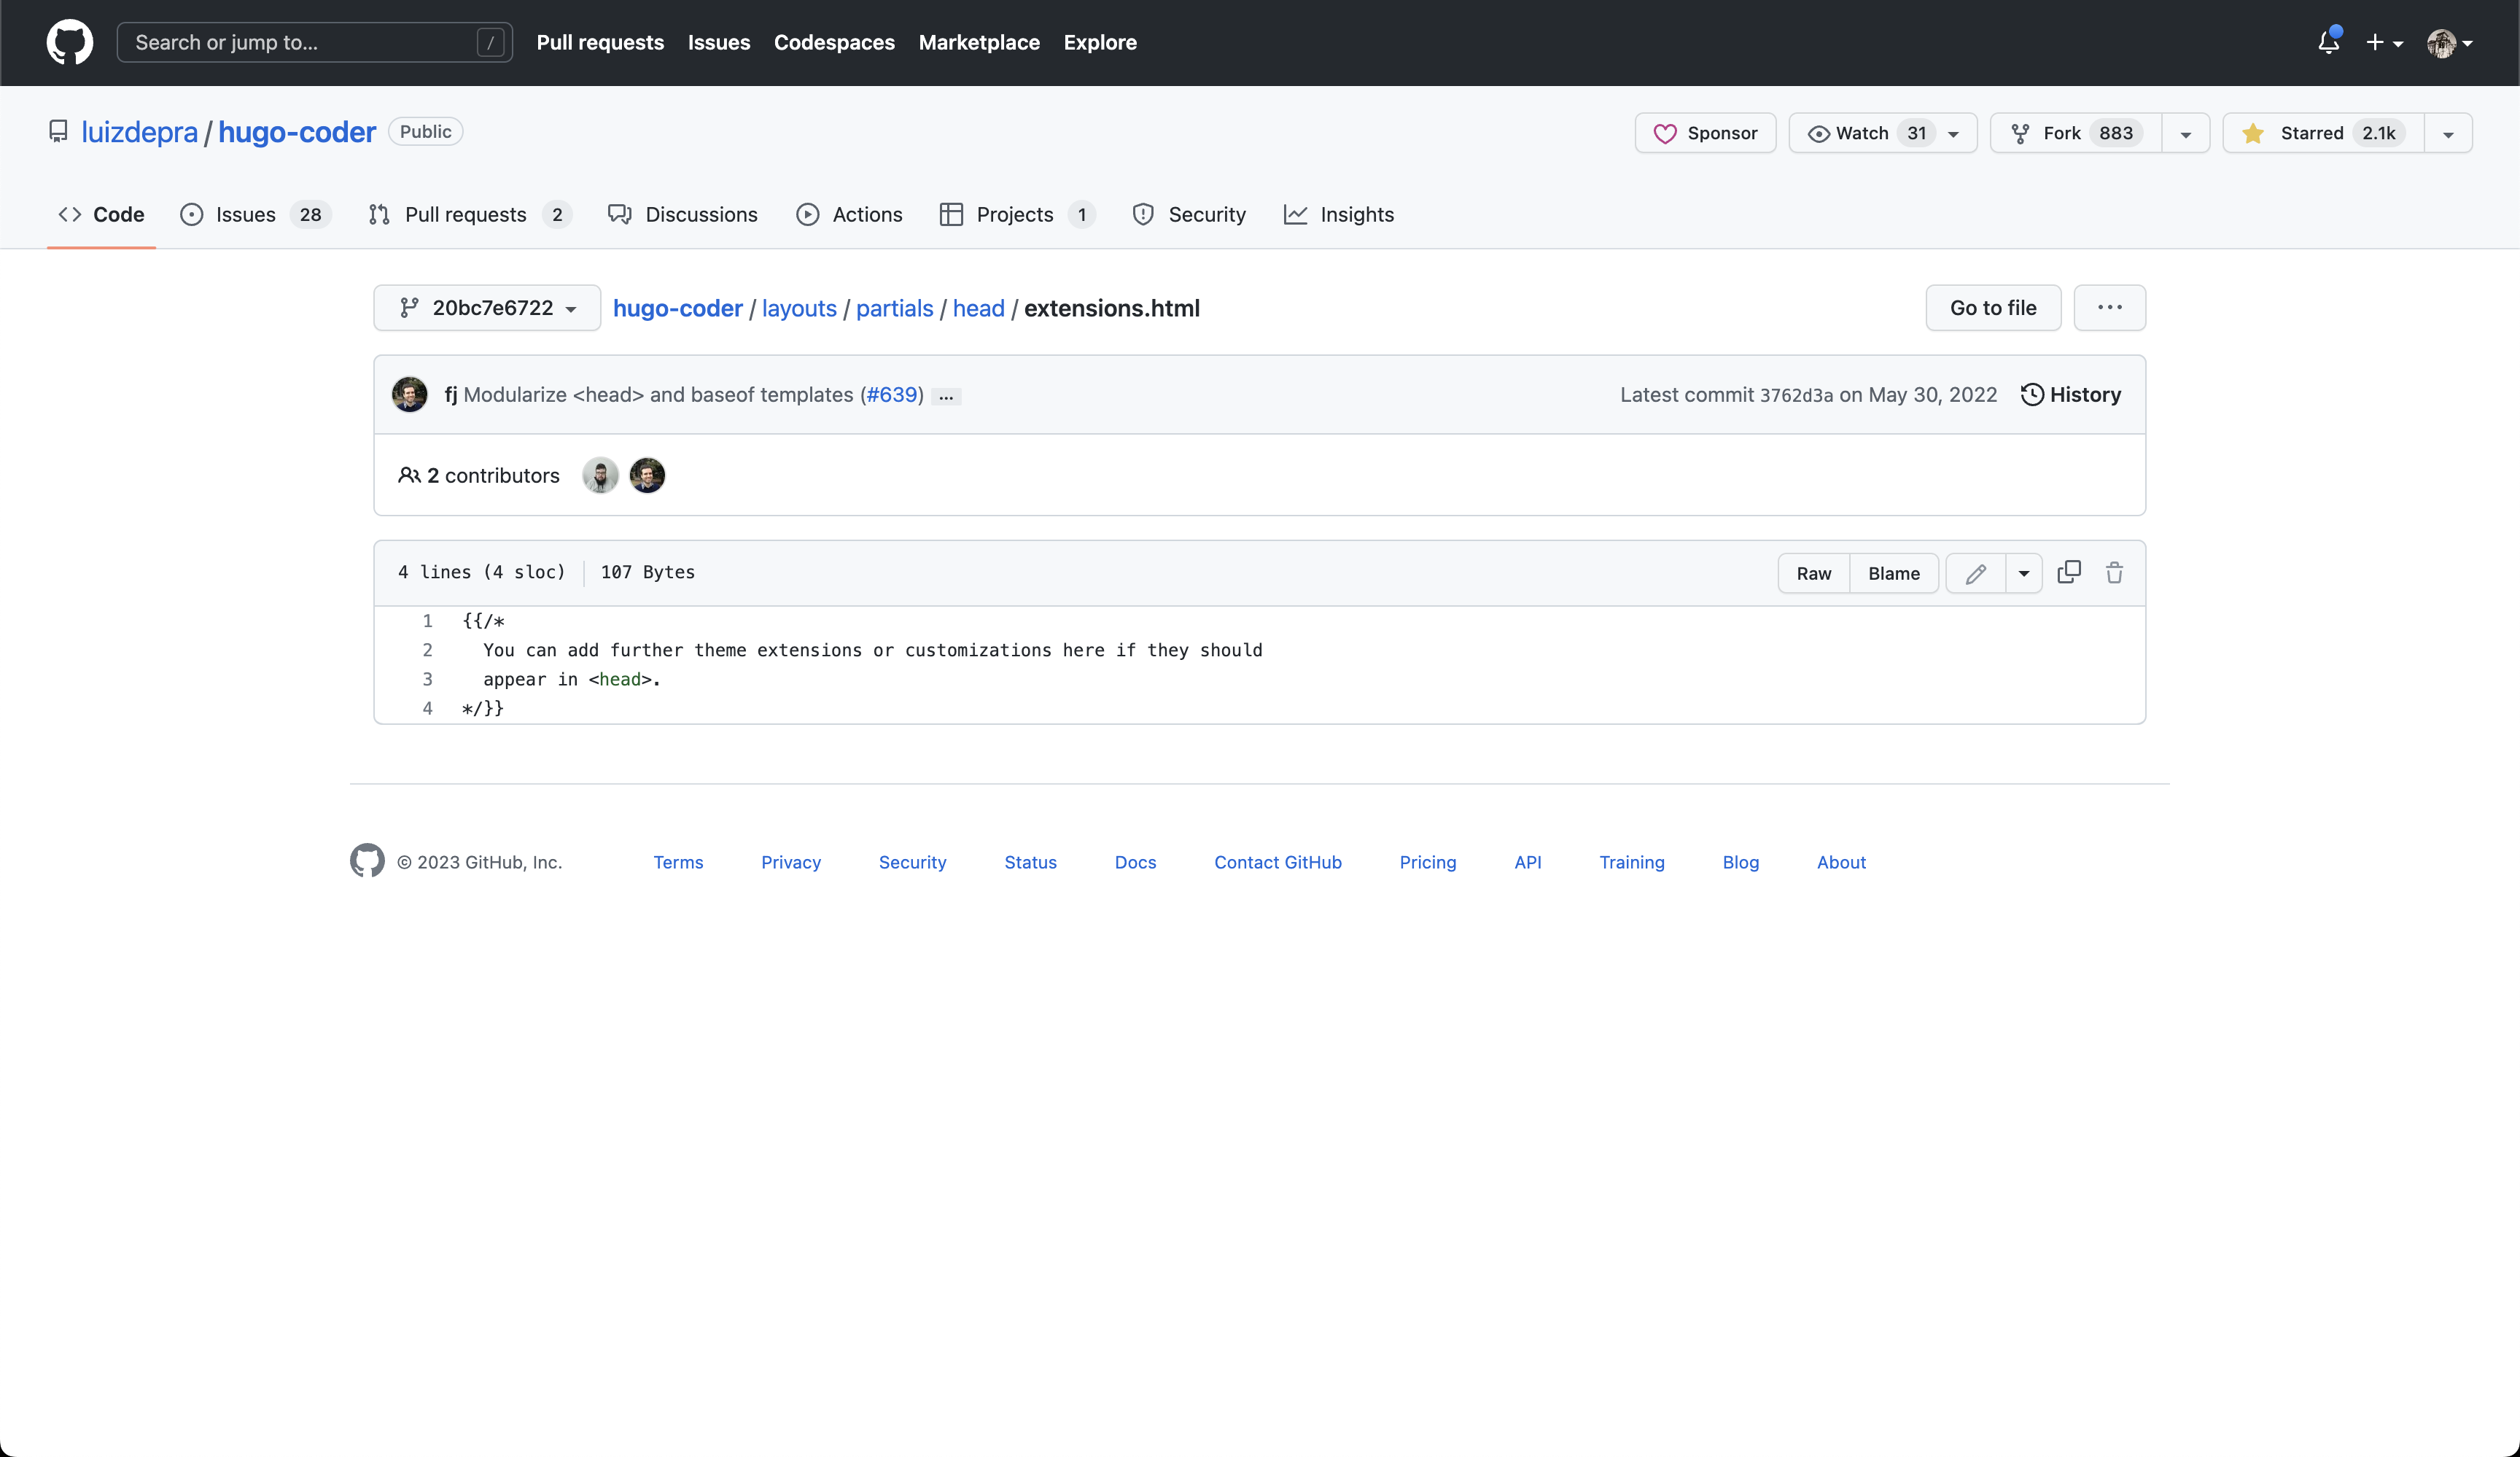 Search or jump to... /
Pull requests Issues Codespaces Marketplace Explore
luizdepra / hugo-coder Public
Sponsor Watch 31 Fork 883 Starred 2.1k
Code Issues 28 Pull requests 2 Discussions Actions Projects 1 Security Insights
20bc7e6722 hugo-coder / layouts / partials / head / extensions.html Go to file ...
fj Modularize <head> and baseof templates (#639) ... Latest commit 3762d3a on May 30, 2022 History
2 contributors
4 lines (4 sloc) 107 Bytes Raw Blame
1 {{/*
2 You can add further theme extensions or customizations here if they should
3 appear in <head>.
4 */}}
© 2023 GitHub, Inc. Terms Privacy Security Status Docs Contact GitHub Pricing API Training Blog About